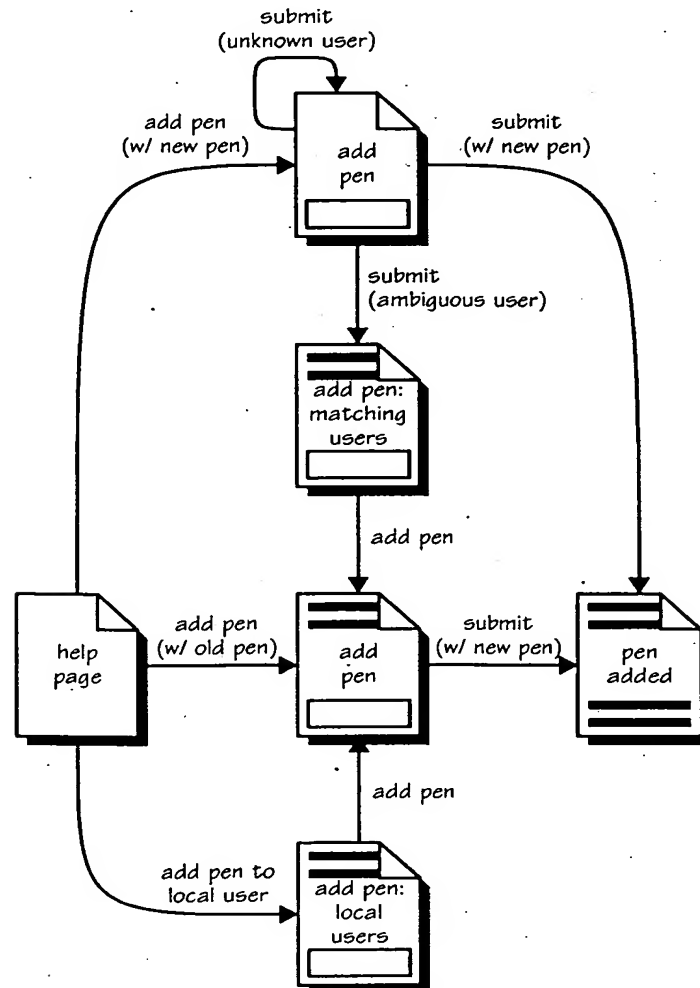 submit
(unknown user)
add pen
(w/ new pen)
add
pen
submit
(w/ new pen)
submit
(ambiguous user)
add pen:
matching
users
add pen
help
page
add pen
(w/ old pen)
add
pen
submit
(w/ new pen)
pen
added
add pen
add pen to
local user
add pen:
local
users